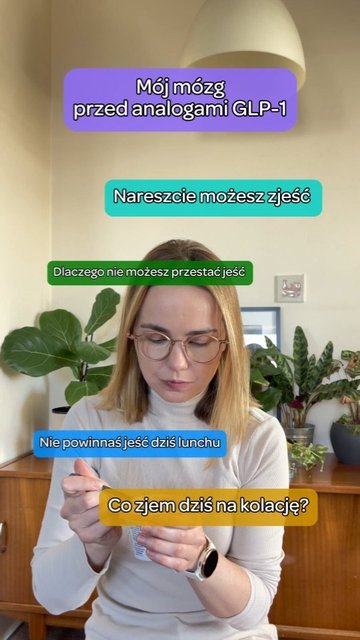 Mój mózg
przed analogami GLP-1
Nareszcie możesz zjeść
Dlaczego nie możesz przestać jeść
Nie powinnaś jeść dziś lunchu
Co zjem dziś na kolację?